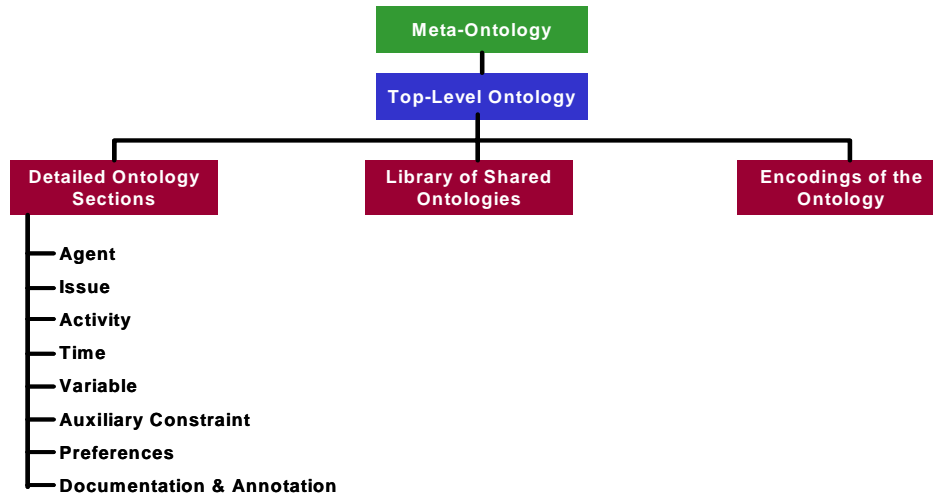 Meta-Ontology
Top-Level Ontology
Detailed Ontology
Sections
Library of Shared
Ontologies
Encodings of the
Ontology
Agent
Issue
Activity
Time
Variable
Auxiliary Constraint
Preferences
Documentation & Annotation